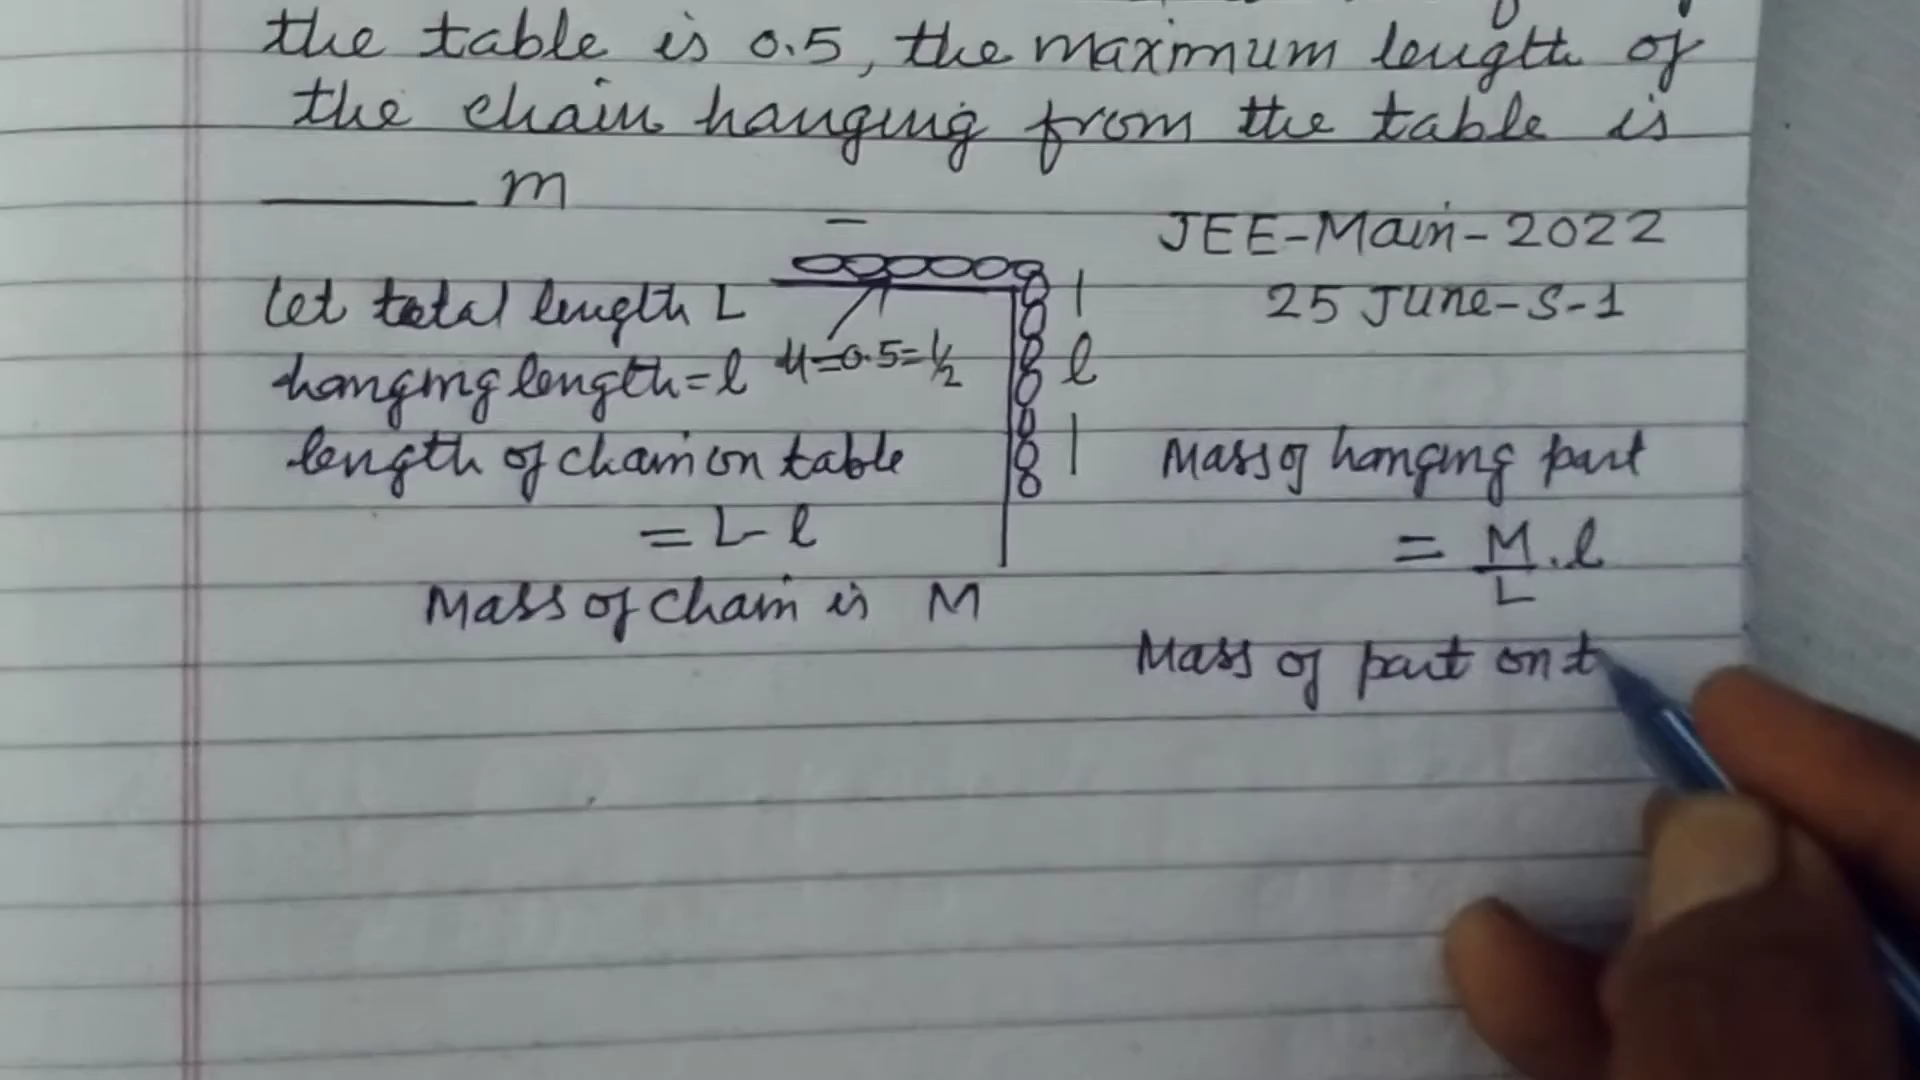 the table is 0.5, the maximum length of
the chain hanging from the table is
______ m
JEE-Main-2022
25 June-S-1
Let total length L
hanging length = l
length of chain on table
= L-l
Mass of chain is M
μ=0.5=1/2
l
Mass of hanging part
= M/L . l
Mass of part on t